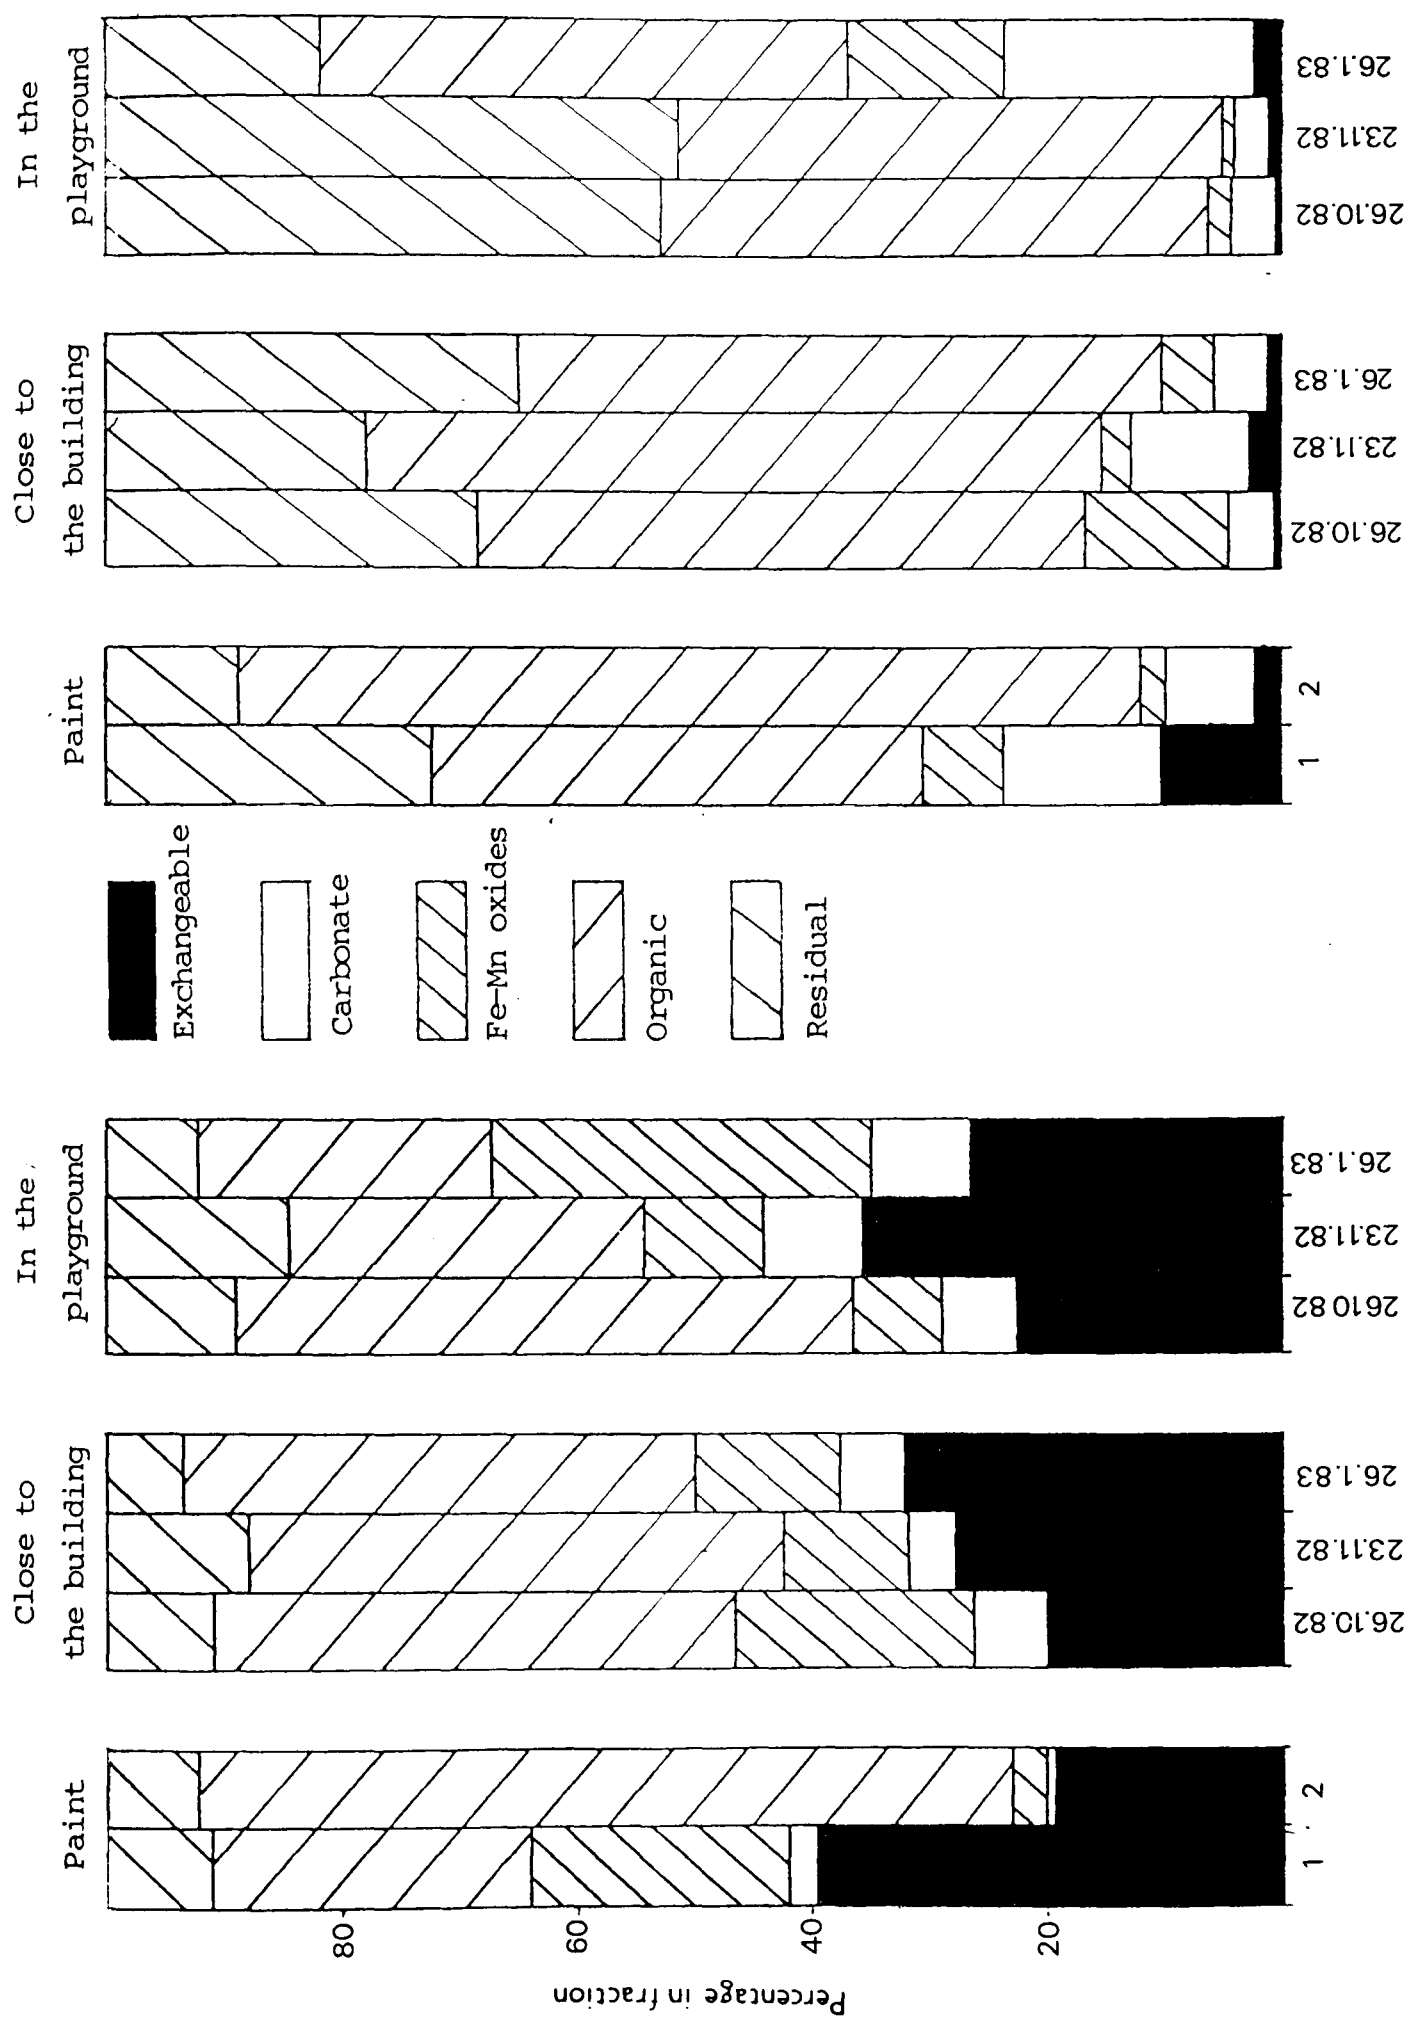 Paint
Close to
the building
In the
playground
Paint
Close to
the building
In the
playground
Exchangeable
Carbonate
Fe-Mn oxides
Organic
Residual
Percentage in fraction
80
60
40
20
1
2
26.10.82
23.11.82
26.1.83
26.10 82
23.11.82
26.1.83
1
2
26.10.82
23.11.82
26.1.83
26.10.82
23.11.82
26.1.83